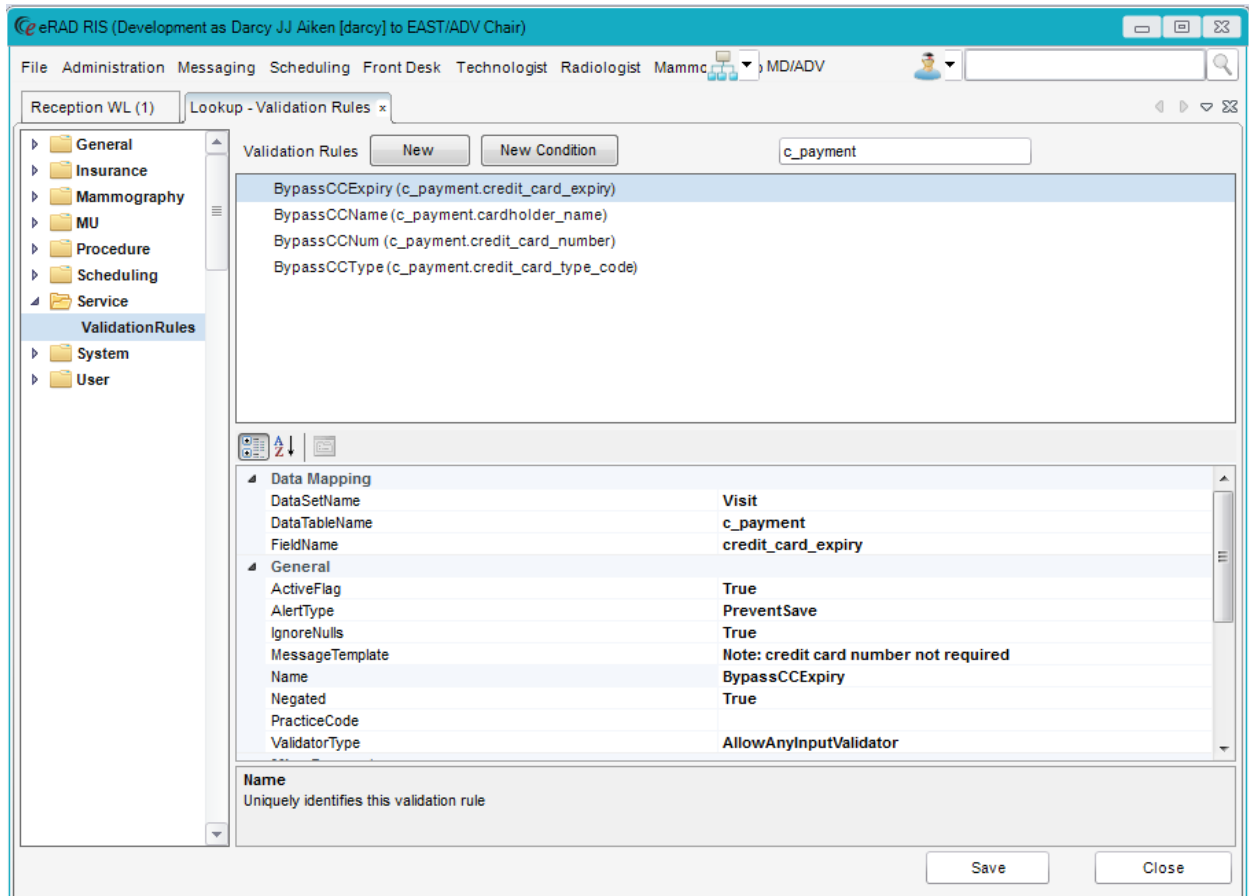 eRAD RIS (Development as Darcy JJ Aiken [darcy] to EAST/ADV Chair)
File Administration Messaging Scheduling Front Desk Technologist Radiologist Mammo MD/ADV
Reception WL (1) Lookup - Validation Rules x
General
Insurance
Mammography
MU
Procedure
Scheduling
Service
ValidationRules
System
User
Validation Rules New New Condition c_payment
BypassCCExpiry (c_payment.credit_card_expiry)
BypassCCName (c_payment.cardholder_name)
BypassCCNum (c_payment.credit_card_number)
BypassCCType (c_payment.credit_card_type_code)
Data Mapping
DataSetName Visit
DataTableName c_payment
FieldName credit_card_expiry
General
ActiveFlag True
AlertType PreventSave
IgnoreNulls True
MessageTemplate Note: credit card number not required
Name BypassCCExpiry
Negated True
PracticeCode
ValidatorType AllowAnyInputValidator
Name
Uniquely identifies this validation rule
Save Close